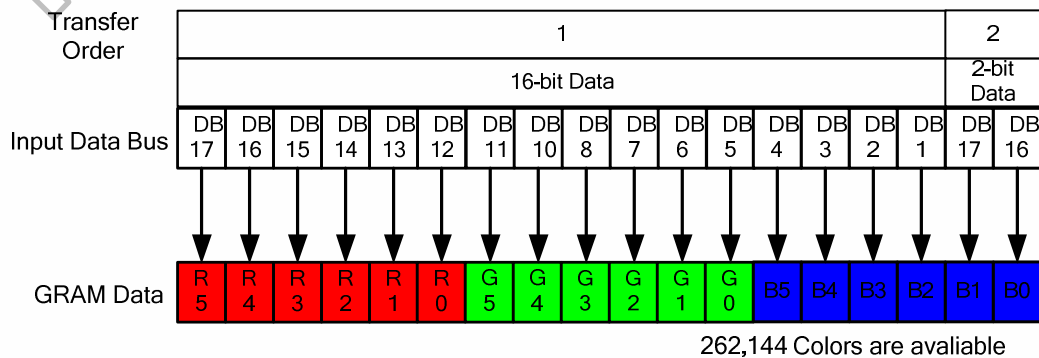 Transfer Order 1 2
16-bit Data 2-bit Data
Input Data Bus DB 17 DB 16 DB 15 DB 14 DB 13 DB 12 DB 11 DB 10 DB 8 DB 7 DB 6 DB 5 DB 4 DB 3 DB 2 DB 1 DB 17 DB 16
GRAM Data R 5 R 4 R 3 R 2 R 1 R 0 G 5 G 4 G 3 G 2 G 1 G 0 B5 B4 B3 B2 B1 B0
262,144 Colors are avaliable